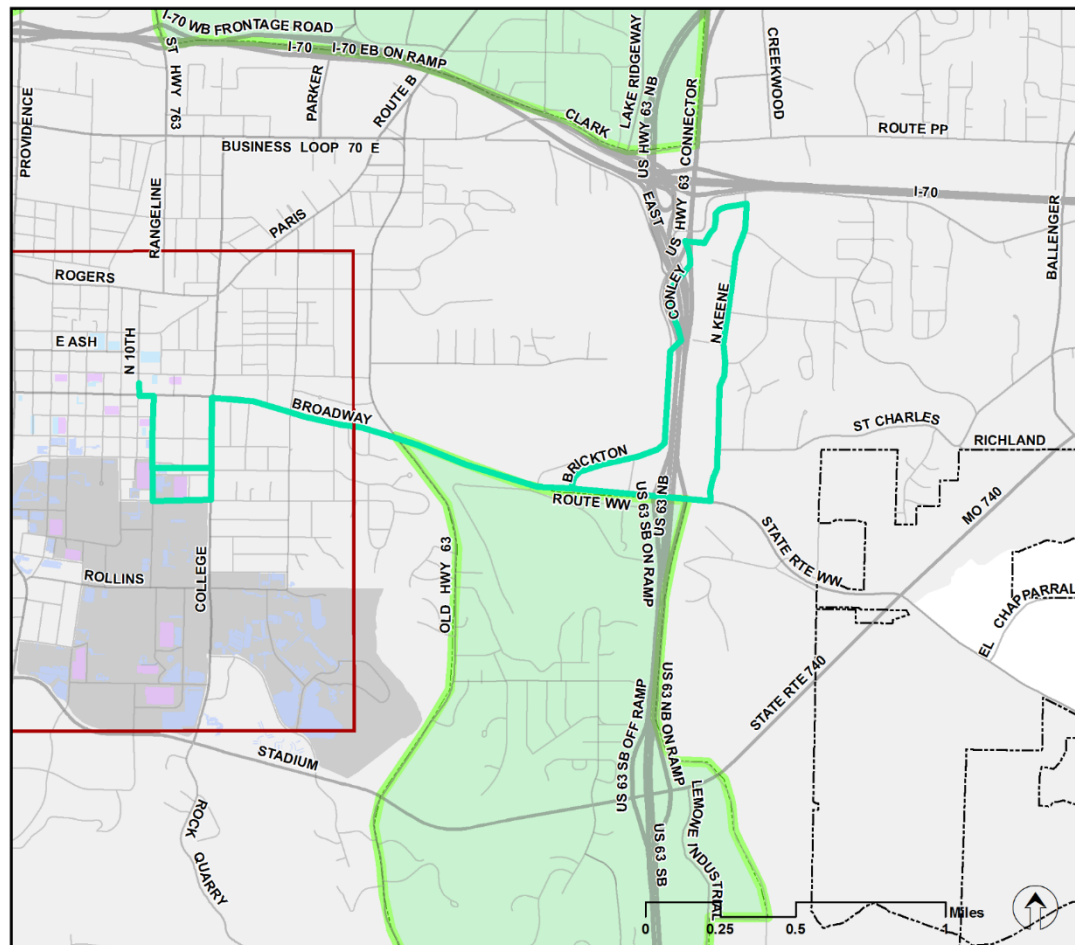 I-70 WB FRONTAGE ROAD
ST HWY 763
I-70
I-70 EB ON RAMP
PARKER
ROUTE B
LAKE RIDGEWAY
US HWY 63 NB
US HWY 63 CONNECTOR
CREEKWOOD
CLARK
ROUTE PP
PROVIDENCE
BUSINESS LOOP 70 E
RANGELINE
PARIS
EAST
I-70
BALLENGER
ROGERS
CONLEY
N KEENE
E ASH
N 10TH
BROADWAY
ST CHARLES
RICHLAND
BRICKTON
ROUTE WW
US 63 NB
US 63 SB ON RAMP
MO 740
STATE RTE WW
ROLLINS
COLLEGE
OLD HWY 63
EL CHAPPARRAL
STATE RTE 740
US 63 SB OFF RAMP
US 63 NB ON RAMP
STADIUM
ROCK QUARRY
LEMONE INDUSTRIAL
US 63 SB
Miles
0 0.25 0.5 1